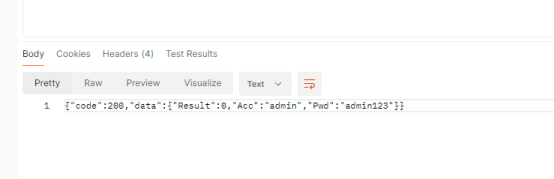 Body Cookies Headers (4) Test Results
Pretty Raw Preview Visualize Text
1 {"code":200,"data":{"Result":0,"Acc":"admin","Pwd":"admin123"}}